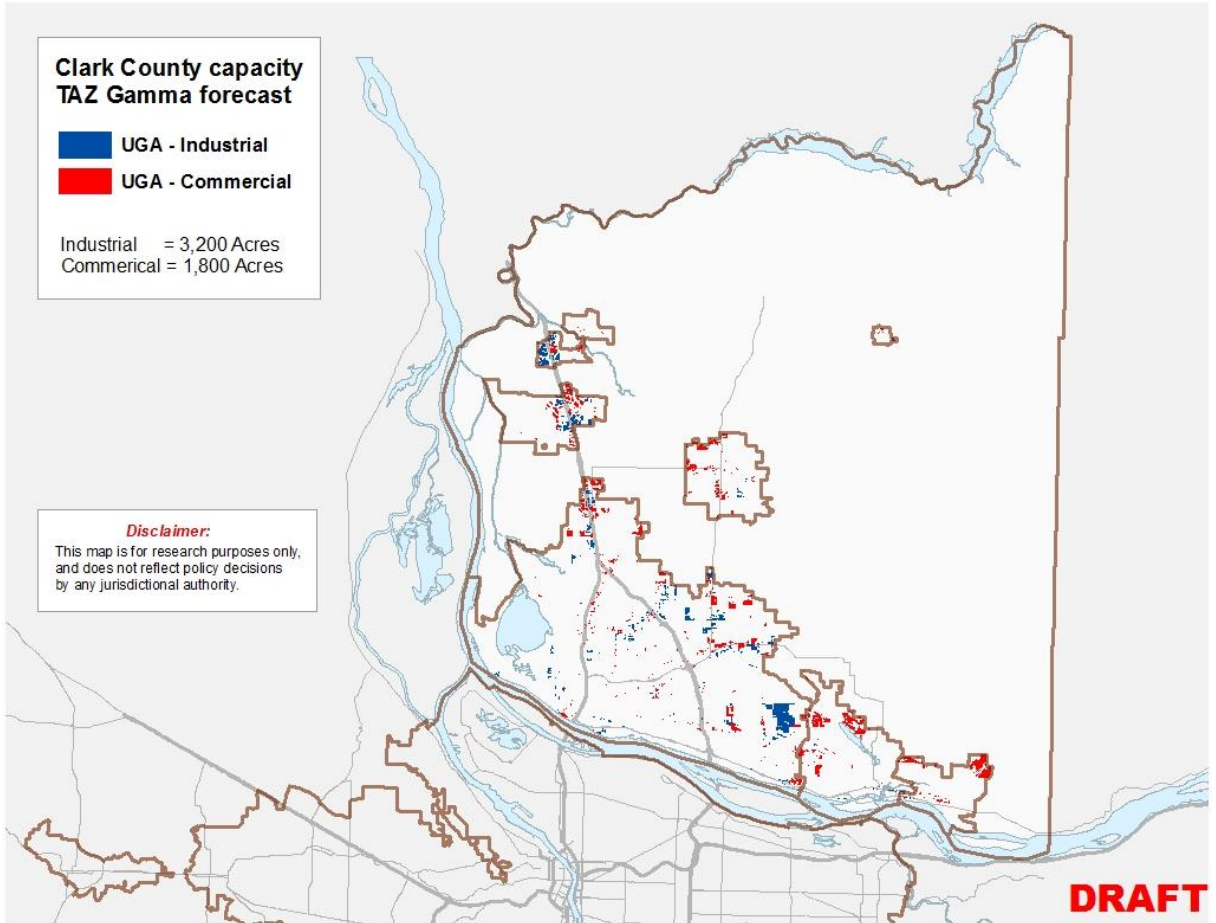 Clark County capacity
TAZ Gamma forecast
UGA - Industrial
UGA - Commercial
Industrial = 3,200 Acres
Commerical = 1,800 Acres
Disclaimer:
This map is for research purposes only,
and does not reflect policy decisions
by any jurisdictional authority.
DRAFT